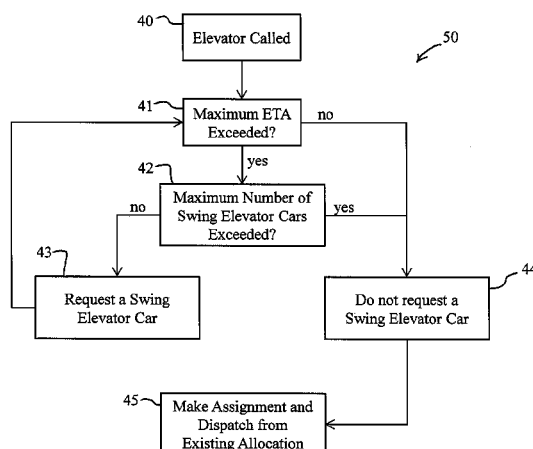 40
Elevator Called
50
41
Maximum ETA
Exceeded?
no
yes
42
Maximum Number of
Swing Elevator Cars
Exceeded?
no
yes
43
Request a Swing
Elevator Car
44
Do not request a
Swing Elevator Car
45
Make Assignment and
Dispatch from
Existing Allocation